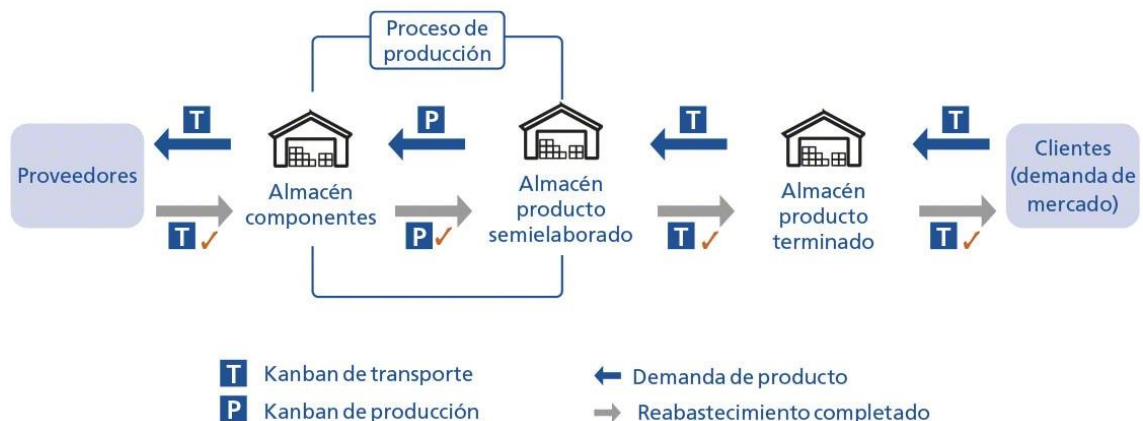 Proceso de
producción
T
P
T
T
Proveedores
Almacén
componentes
Almacén
producto
semielaborado
Almacén
producto
terminado
Clientes
(demanda de
mercado)
T
P
T
T
T Kanban de transporte
Demanda de producto
P Kanban de producción
Reabastecimiento completado